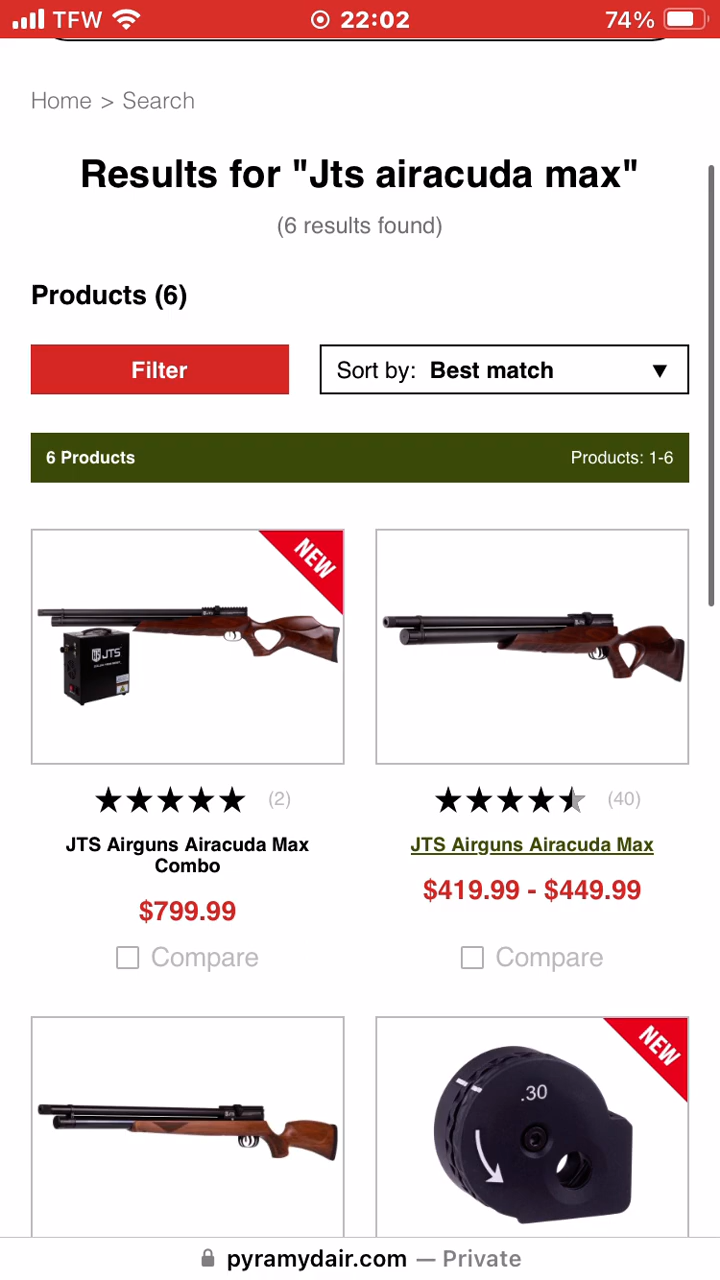 TFW 22:02 74%
Home > Search
Results for "Jts airacuda max"
(6 results found)
Products (6)
Filter
Sort by: Best match ▼
6 Products
Products: 1-6
NEW
JTS
(2)
JTS Airguns Airacuda Max
Combo
$799.99
Compare
(40)
JTS Airguns Airacuda Max
$419.99 - $449.99
Compare
NEW
.30
pyramydair.com — Private